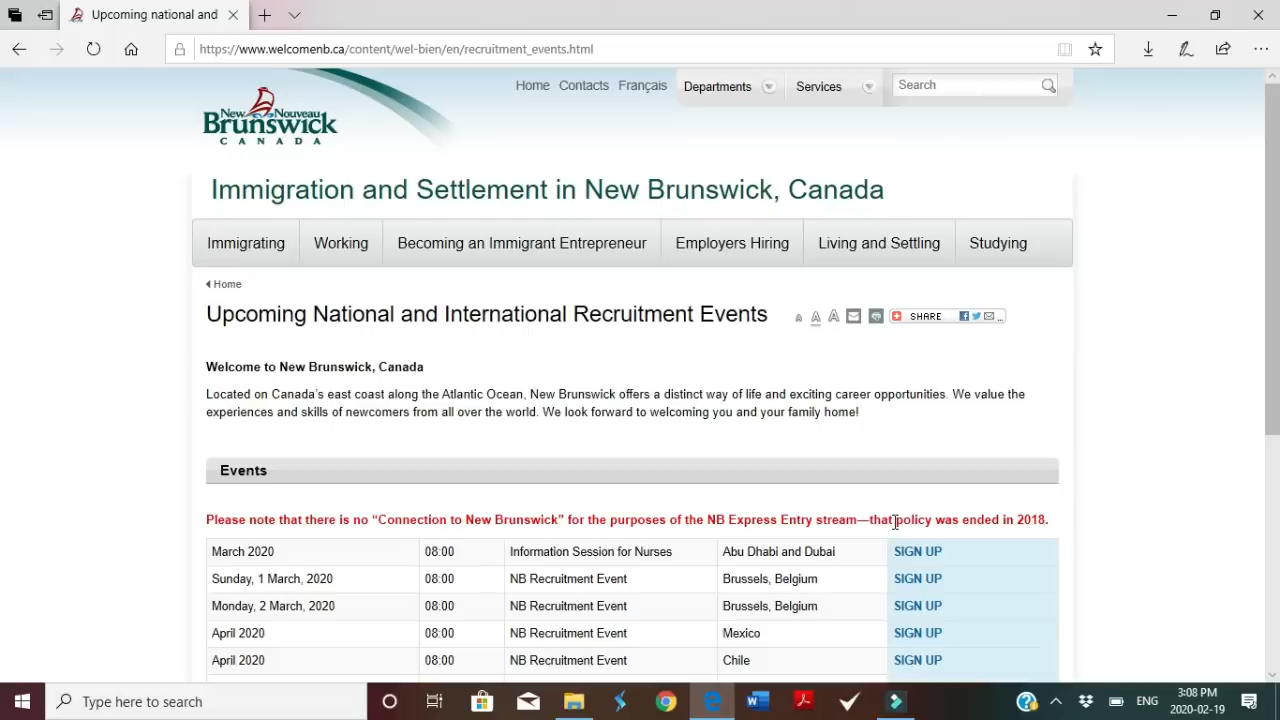 Upcoming national and
https://www.welcomenb.ca/content/wel-bien/en/recruitment_events.html
Home Contacts Français Departments Services Search
New Nouveau
Brunswick
CANADA
Immigration and Settlement in New Brunswick, Canada
Immigrating Working Becoming an Immigrant Entrepreneur Employers Hiring Living and Settling Studying
Home
Upcoming National and International Recruitment Events A A A SHARE ...
Welcome to New Brunswick, Canada
Located on Canada's east coast along the Atlantic Ocean, New Brunswick offers a distinct way of life and exciting career opportunities. We value the
experiences and skills of newcomers from all over the world. We look forward to welcoming you and your family home!
Events
Please note that there is no “Connection to New Brunswick” for the purposes of the NB Express Entry stream—that policy was ended in 2018.
March 2020 08:00 Information Session for Nurses Abu Dhabi and Dubai SIGN UP
Sunday, 1 March, 2020 08:00 NB Recruitment Event Brussels, Belgium SIGN UP
Monday, 2 March, 2020 08:00 NB Recruitment Event Brussels, Belgium SIGN UP
April 2020 08:00 NB Recruitment Event Mexico SIGN UP
April 2020 08:00 NB Recruitment Event Chile SIGN UP
Type here to search ENG 3:08 PM
2020-02-19